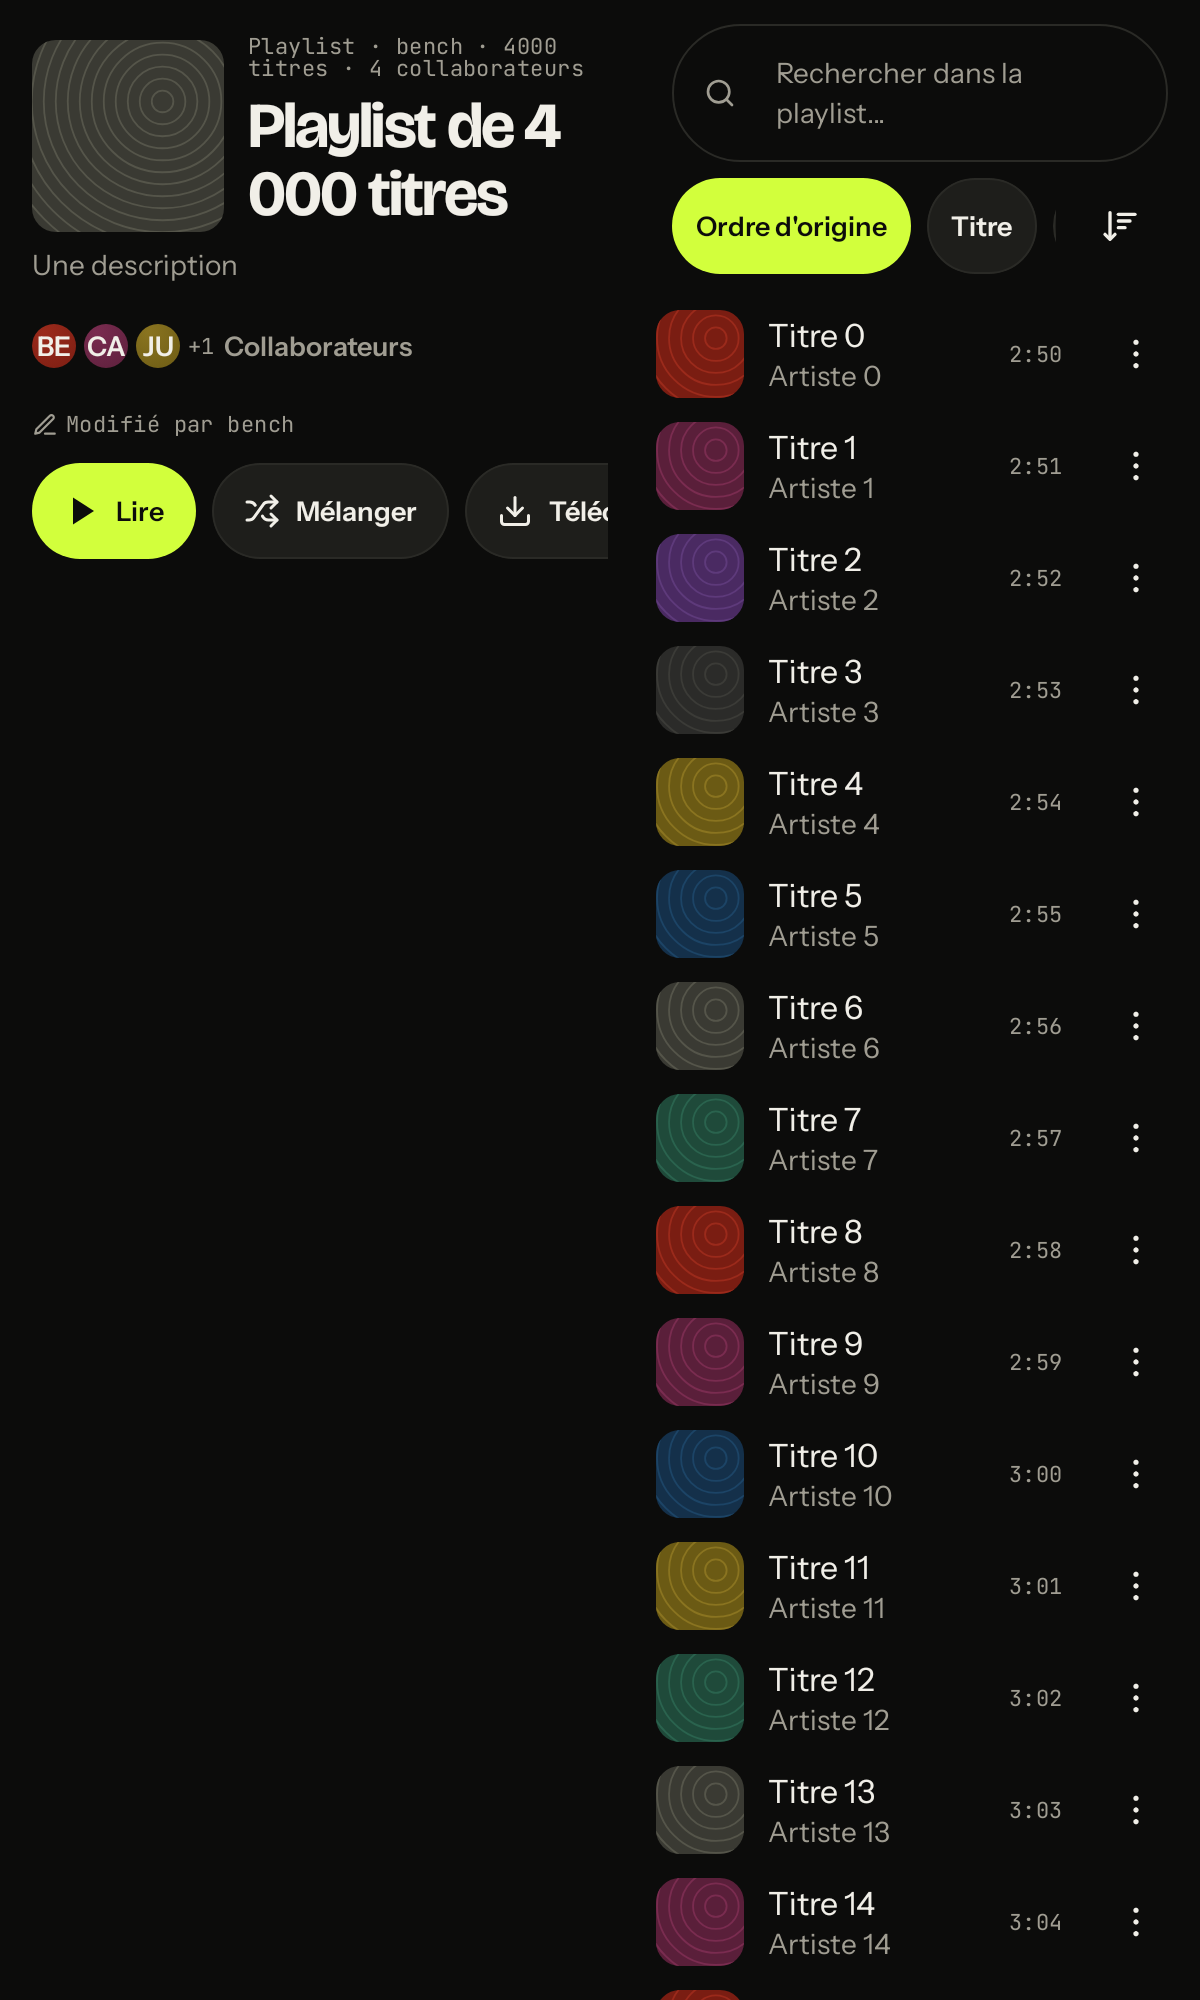 Playlist · bench · 4000
titres · 4 collaborateurs
Playlist de 4
000 titres
Une description
BE CA JU +1 Collaborateurs
Modifié par bench
Lire
Mélanger
Téléc
Rechercher dans la
playlist...
Ordre d'origine
Titre
Titre 0
Artiste 0
2:50
Titre 1
Artiste 1
2:51
Titre 2
Artiste 2
2:52
Titre 3
Artiste 3
2:53
Titre 4
Artiste 4
2:54
Titre 5
Artiste 5
2:55
Titre 6
Artiste 6
2:56
Titre 7
Artiste 7
2:57
Titre 8
Artiste 8
2:58
Titre 9
Artiste 9
2:59
Titre 10
Artiste 10
3:00
Titre 11
Artiste 11
3:01
Titre 12
Artiste 12
3:02
Titre 13
Artiste 13
3:03
Titre 14
Artiste 14
3:04